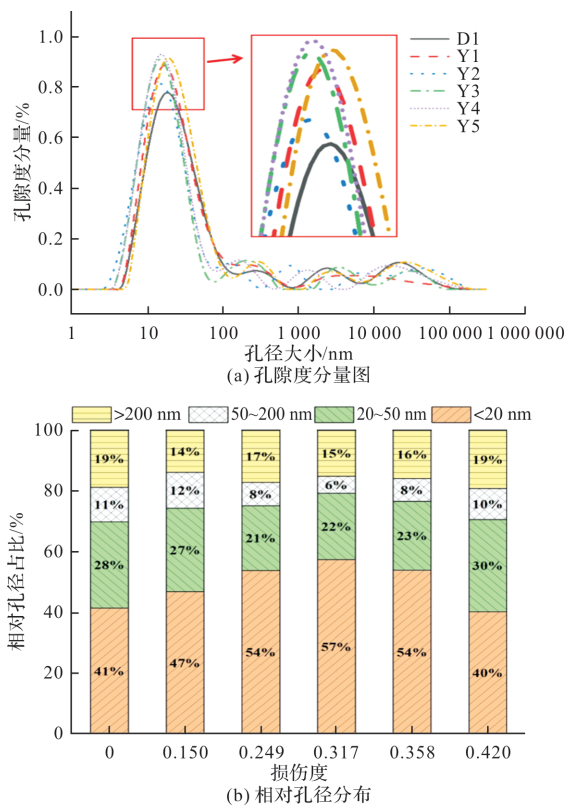 孔隙度分量/%
1.0
0.8
0.6
0.4
0.2
0.0
D1
Y1
Y2
Y3
Y4
Y5
1 10 100 1 000 10 000 100 000 1 000 000
孔径大小/nm
(a) 孔隙度分量图
>200 nm 50~200 nm 20~50 nm <20 nm
相对孔径占比/%
100
80
60
40
20
0
19% 14% 17% 15% 16% 19%
11% 12% 8% 6% 8% 10%
28% 27% 21% 22% 23% 30%
41% 47% 54% 57% 54% 40%
0 0.150 0.249 0.317 0.358 0.420
损伤度
(b) 相对孔径分布